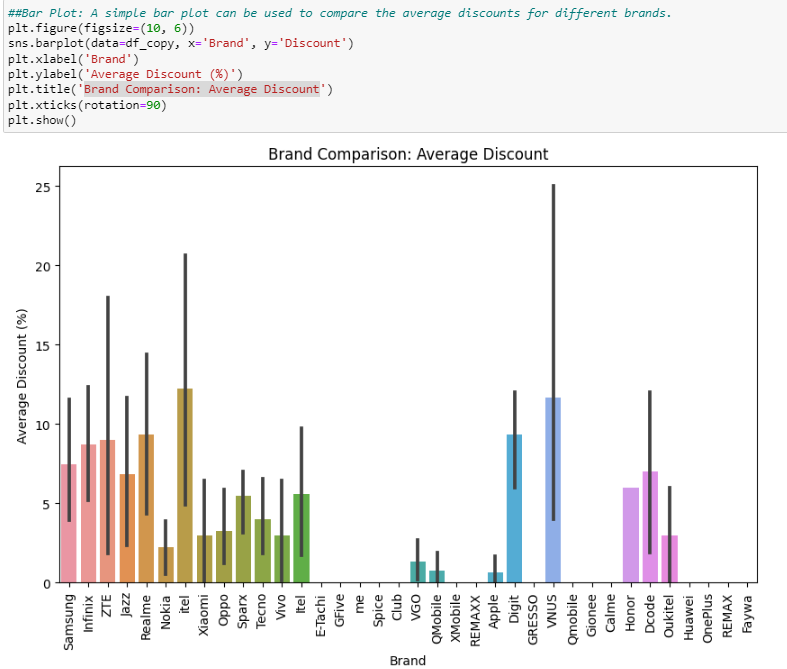 ##Bar Plot: A simple bar plot can be used to compare the average discounts for different brands.
plt.figure(figsize=(10, 6))
sns.barplot(data=df_copy, x='Brand', y='Discount')
plt.xlabel('Brand')
plt.ylabel('Average Discount (%)')
plt.title('Brand Comparison: Average Discount')
plt.xticks(rotation=90)
plt.show()
Brand Comparison: Average Discount
25
20
15
10
5
0
Average Discount (%)
Samsung
Infinix
ZTE
Jazz
Realme
Nokia
itel
Xiaomi
Oppo
Sparx
Tecno
Vivo
Itel
E-Tachi
GFive
me
Spice
Club
VGO
QMobile
XMobile
REMAXX
Apple
Digit
GRESSO
VNUS
Qmobile
Gionee
Calme
Honor
Dcode
Oukitel
Huawei
OnePlus
REMAX
Faywa
Brand